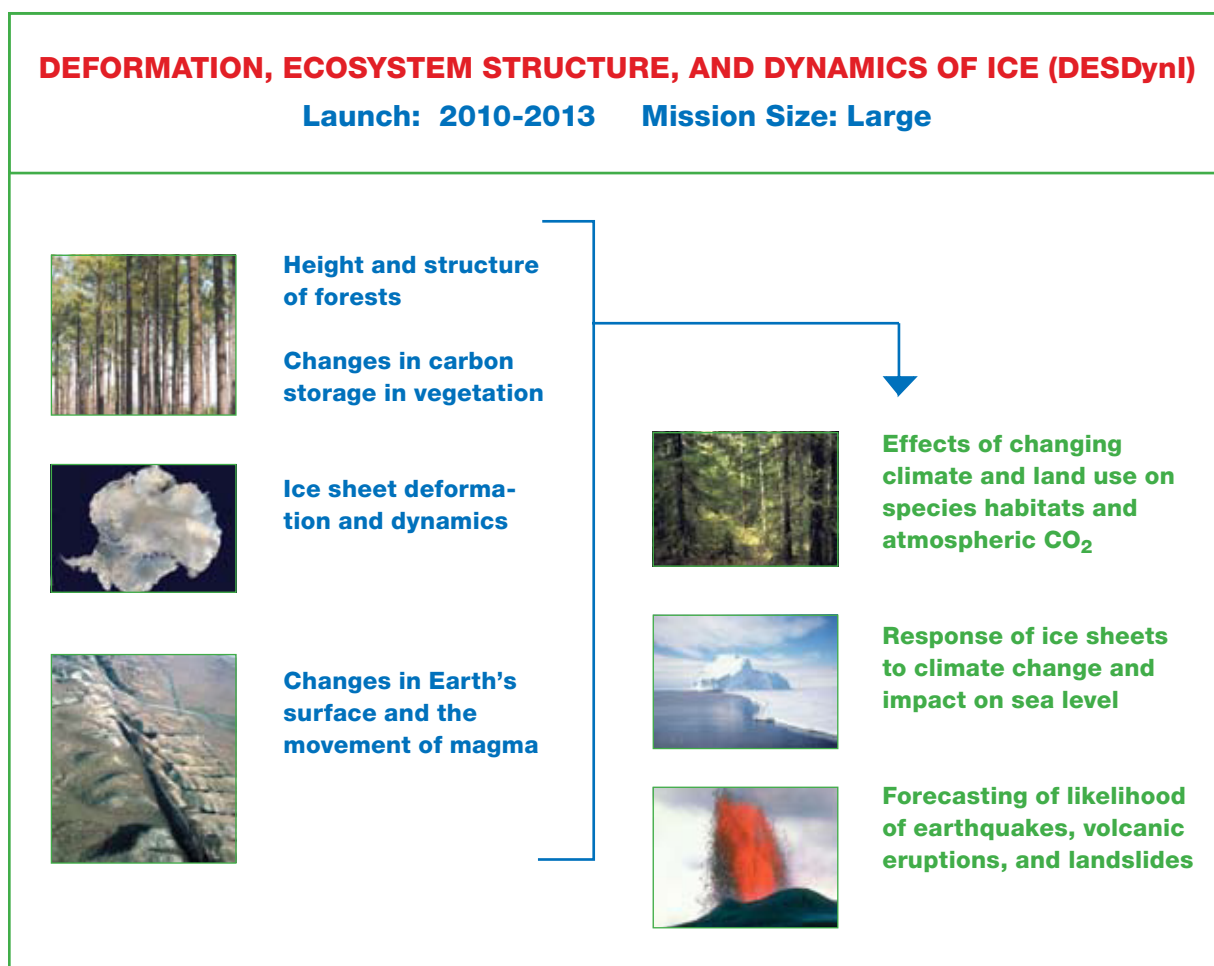 DEFORMATION, ECOSYSTEM STRUCTURE, AND DYNAMICS OF ICE (DESDynI)
Launch: 2010-2013 Mission Size: Large
Height and structure
of forests
Changes in carbon
storage in vegetation
Ice sheet deforma-
tion and dynamics
Changes in Earth’s
surface and the
movement of magma
Effects of changing
climate and land use on
species habitats and
atmospheric CO₂
Response of ice sheets
to climate change and
impact on sea level
Forecasting of likelihood
of earthquakes, volcanic
eruptions, and landslides